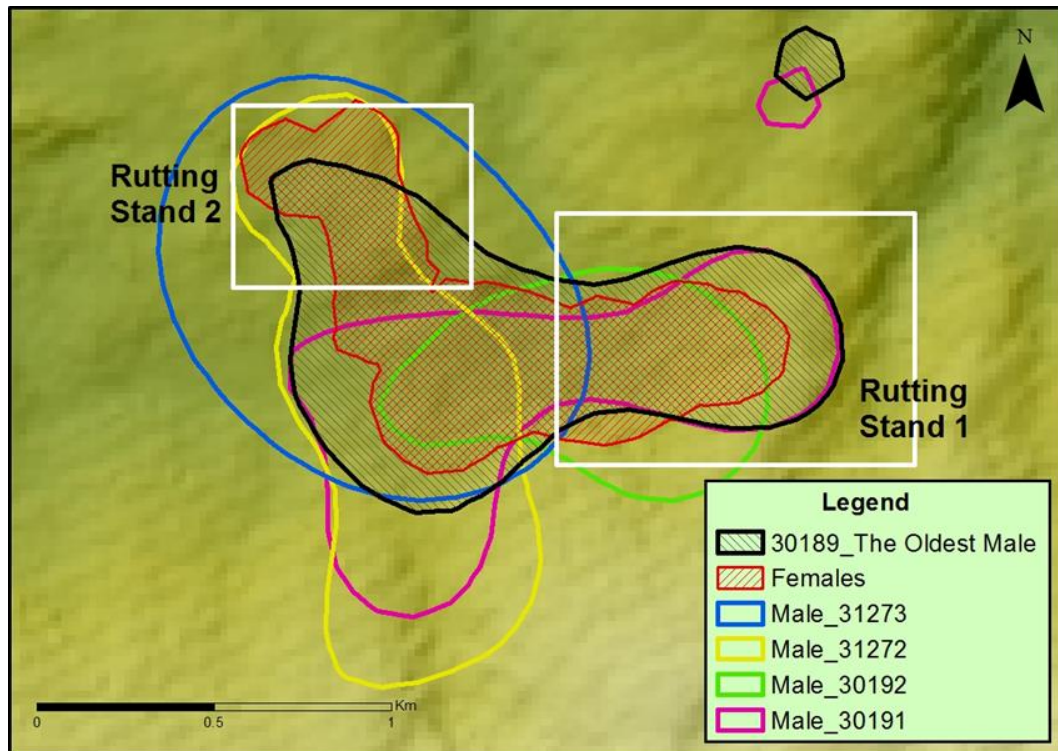 N
Rutting
Stand 2
Rutting
Stand 1
Legend
30189_The Oldest Male
Females
Male_31273
Male_31272
Male_30192
Male_30191
Km
0 0.5 1